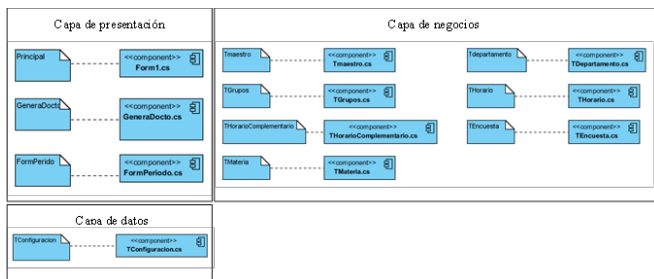 Capa de presentación
Principal
<<component>>
Form1.cs
GeneraDocto
<<component>>
GeneraDocto.cs
FormPerido
<<component>>
FormPeriodo.cs
Capa de negocios
Tmaestro
<<component>>
Tmaestro.cs
Tdepartamento
<<component>>
TDepartamento.cs
TGrupos
<<component>>
TGrupos.cs
THorario
<<component>>
THorario.cs
THorarioComplementario
<<component>>
THorarioComplementario.cs
TEncuesta
<<component>>
TEncuesta.cs
TMateria
<<component>>
TMateria.cs
Capa de datos
TConfiguracion
<<component>>
TConfiguracion.cs